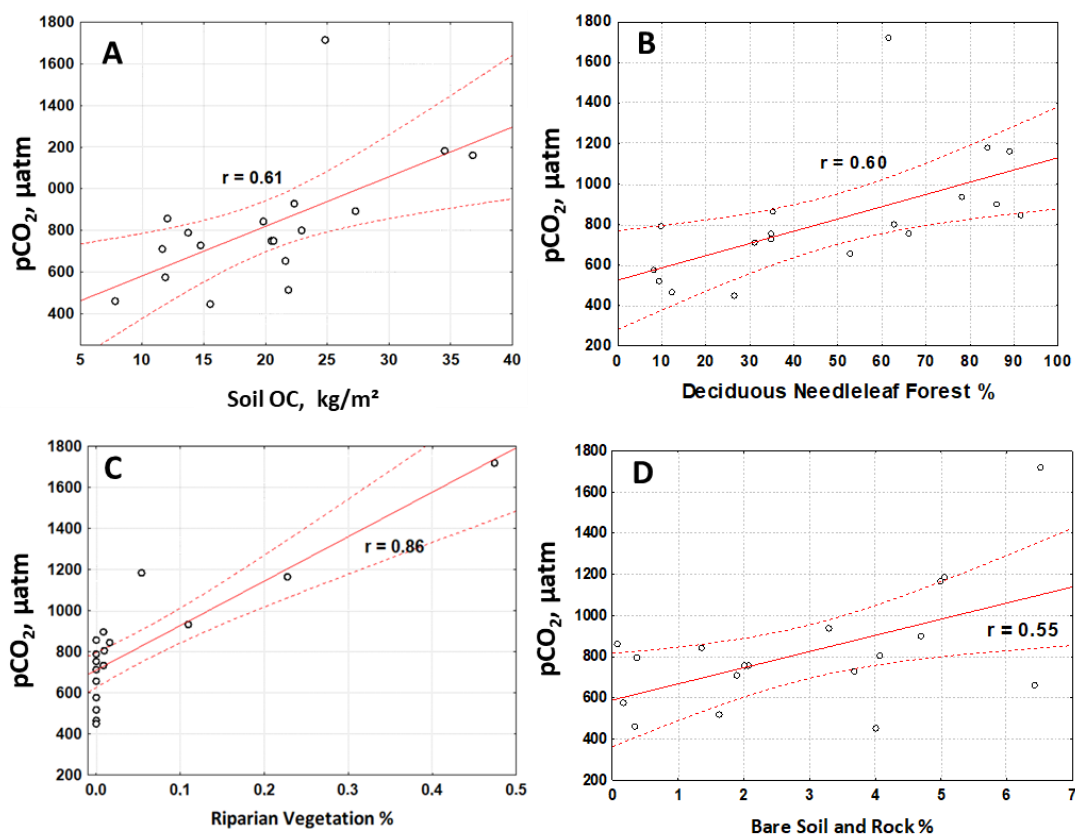 A
1800
1600
1400
1200
000
800
600
400
pCO₂, µatm
r = 0.61
5 10 15 20 25 30 35 40
Soil OC, kg/m²
B
1800
1600
1400
1200
1000
800
600
400
200
pCO₂, µatm
r = 0.60
0 10 20 30 40 50 60 70 80 90 100
Deciduous Needleleaf Forest %
C
1800
1600
1400
1200
1000
800
600
400
200
pCO₂, µatm
r = 0.86
0.0 0.1 0.2 0.3 0.4 0.5
Riparian Vegetation %
D
1800
1600
1400
1200
1000
800
600
400
200
pCO₂, µatm
r = 0.55
0 1 2 3 4 5 6 7
Bare Soil and Rock %